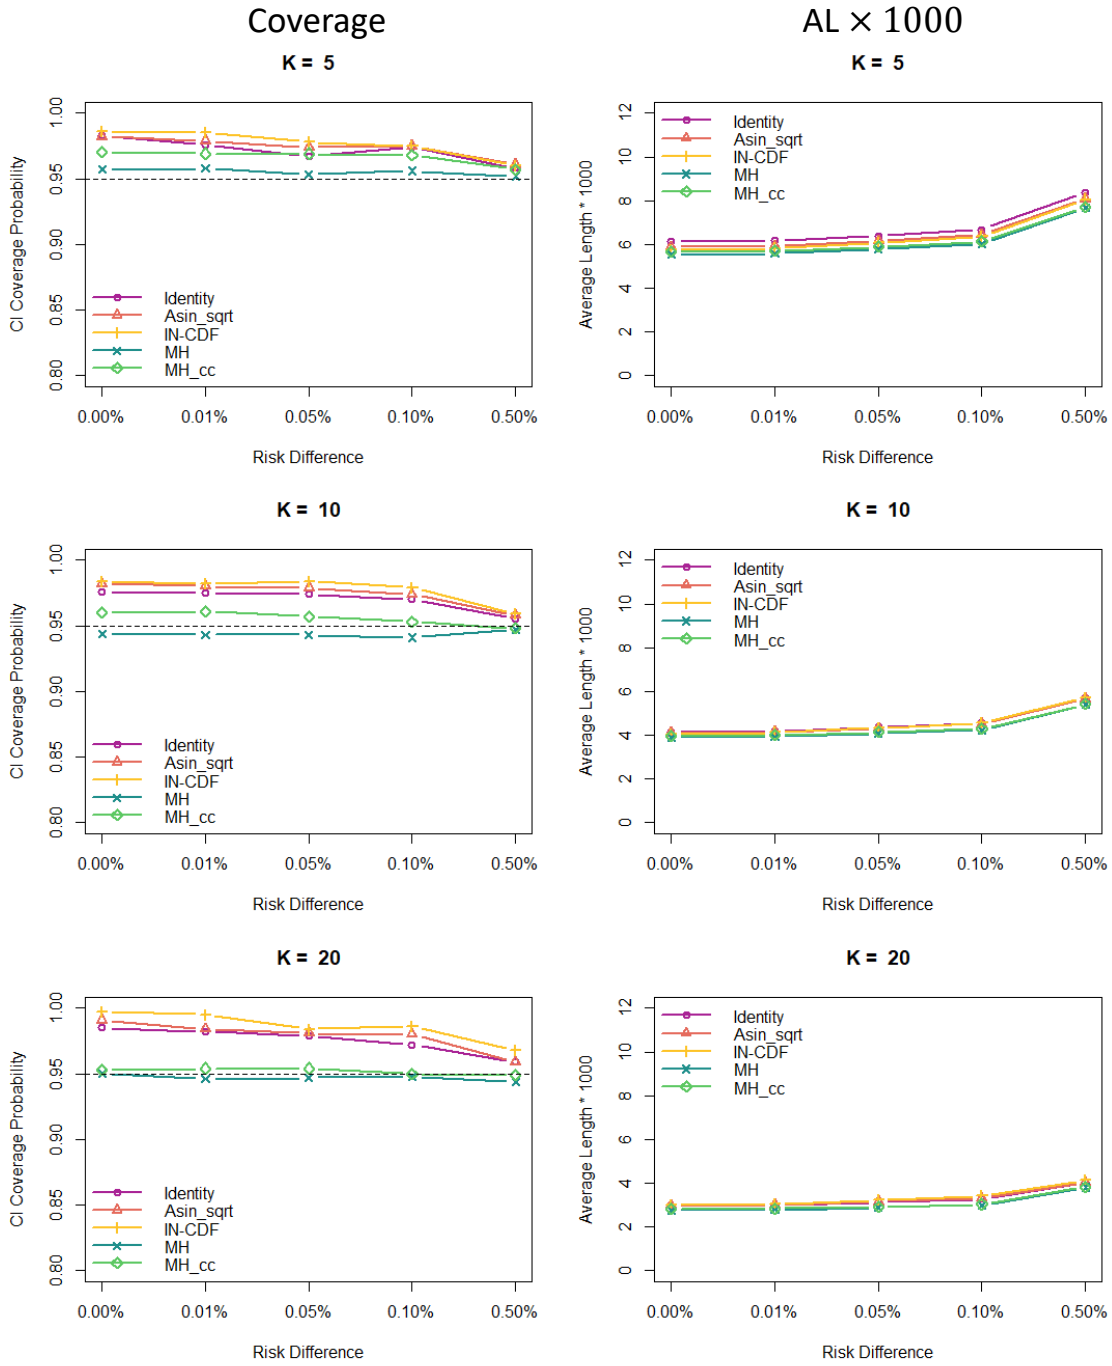 Coverage
AL × 1000
K = 5
K = 5
CI Coverage Probability
1.00
0.95
0.90
0.85
0.80
Identity
Asin_sqrt
IN-CDF
MH
MH_cc
0.00% 0.01% 0.05% 0.10% 0.50%
Risk Difference
Average Length * 1000
12
10
8
6
4
2
0
Identity
Asin_sqrt
IN-CDF
MH
MH_cc
0.00% 0.01% 0.05% 0.10% 0.50%
Risk Difference
K = 10
K = 10
CI Coverage Probability
1.00
0.95
0.90
0.85
0.80
Identity
Asin_sqrt
IN-CDF
MH
MH_cc
0.00% 0.01% 0.05% 0.10% 0.50%
Risk Difference
Average Length * 1000
12
10
8
6
4
2
0
Identity
Asin_sqrt
IN-CDF
MH
MH_cc
0.00% 0.01% 0.05% 0.10% 0.50%
Risk Difference
K = 20
K = 20
CI Coverage Probability
1.00
0.95
0.90
0.85
0.80
Identity
Asin_sqrt
IN-CDF
MH
MH_cc
0.00% 0.01% 0.05% 0.10% 0.50%
Risk Difference
Average Length * 1000
12
10
8
6
4
2
0
Identity
Asin_sqrt
IN-CDF
MH
MH_cc
0.00% 0.01% 0.05% 0.10% 0.50%
Risk Difference